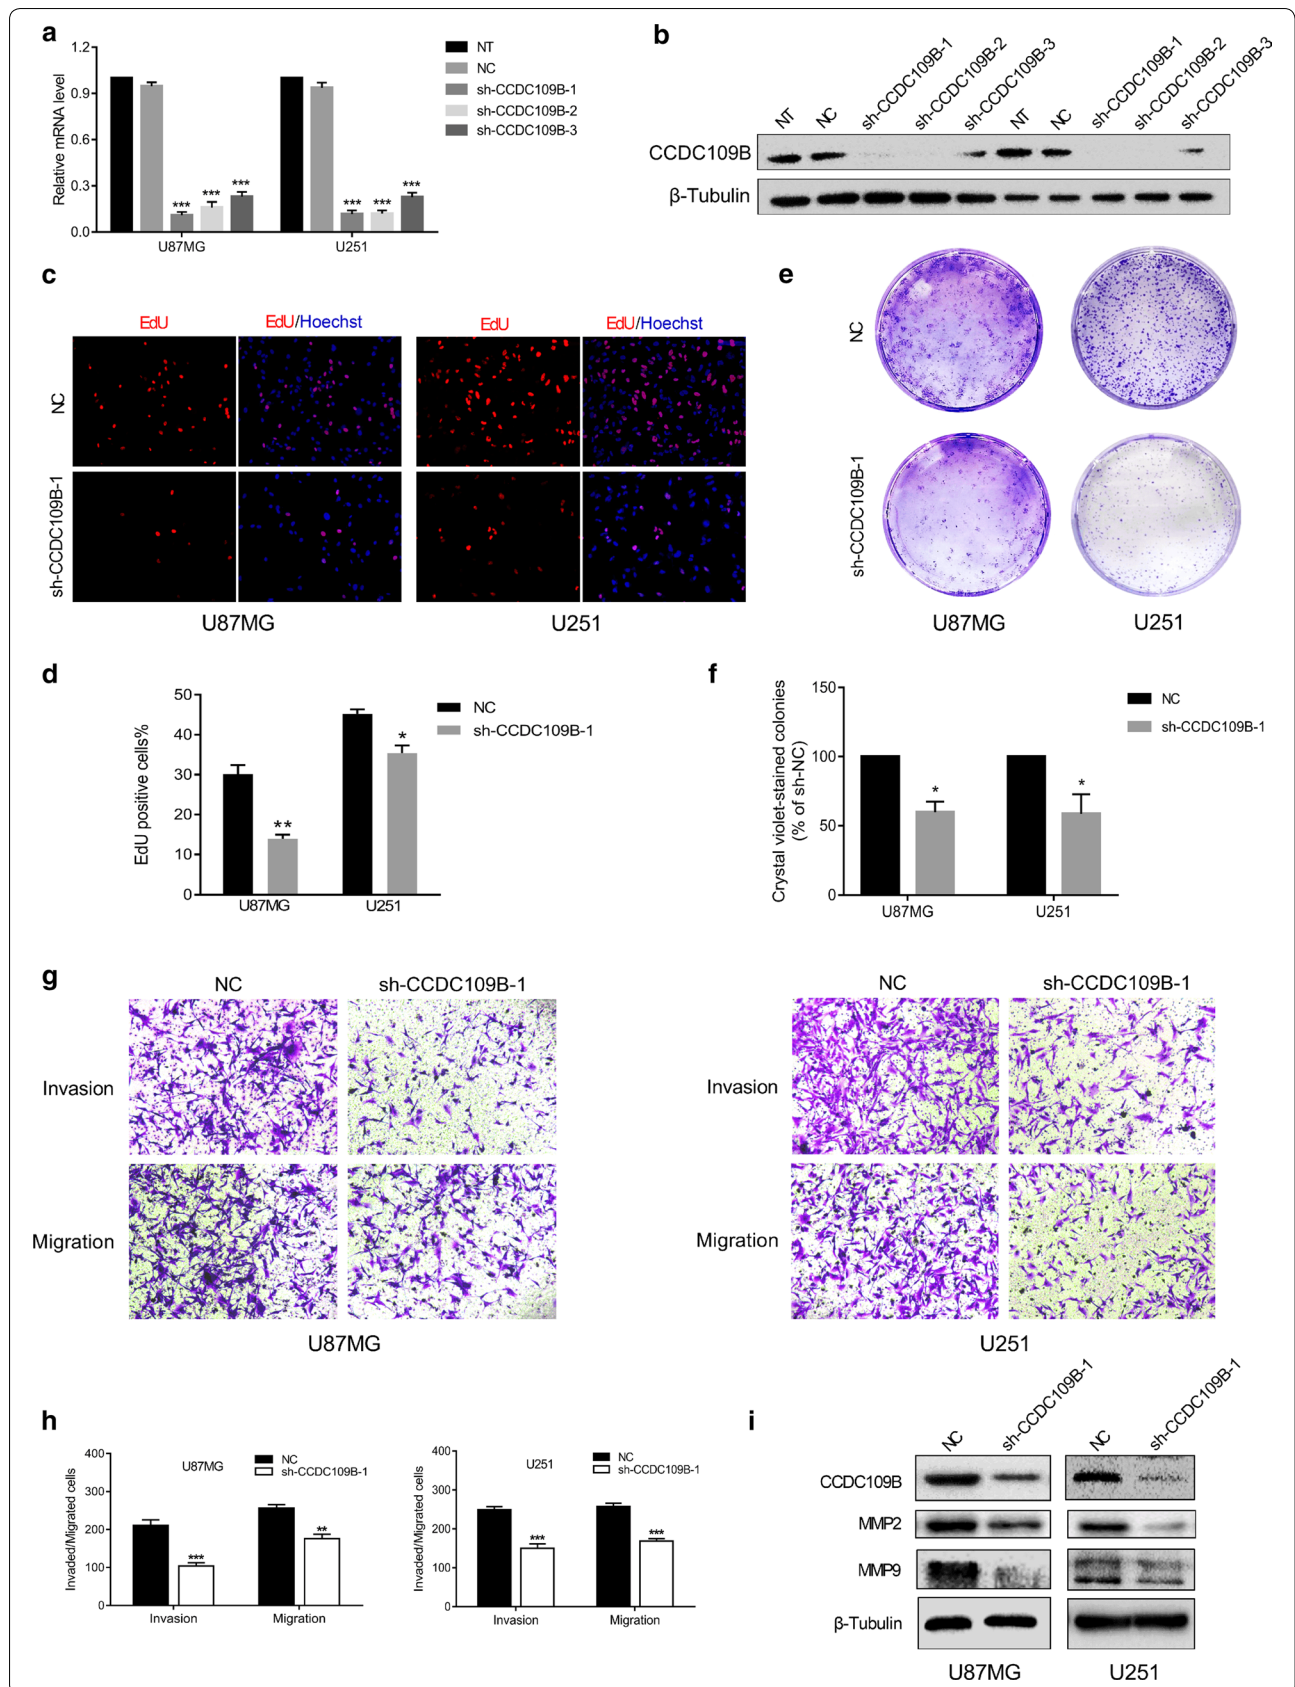 a
1.2
0.9
0.6
0.3
0.0
Relative mRNA level
***
***
***
***
***
***
U87MG
U251
NT
NC
sh-CCDC109B-1
sh-CCDC109B-2
sh-CCDC109B-3
b
NT
NC
sh-CCDC109B-1
sh-CCDC109B-2
sh-CCDC109B-3
NT
NC
sh-CCDC109B-1
sh-CCDC109B-2
sh-CCDC109B-3
CCDC109B
β-Tubulin
c
EdU
EdU/Hoechst
EdU
EdU/Hoechst
NC
sh-CCDC109B-1
U87MG
U251
e
NC
sh-CCDC109B-1
U87MG
U251
d
50
40
30
20
10
0
EdU positive cells%
**
*
U87MG
U251
NC
sh-CCDC109B-1
f
150
100
50
0
Crystal violet-stained colonies
(% of sh-NC)
*
*
U87MG
U251
NC
sh-CCDC109B-1
g
NC
sh-CCDC109B-1
NC
sh-CCDC109B-1
Invasion
Invasion
Migration
Migration
U87MG
U251
h
400
300
200
100
0
Invaded/Migrated cells
U87MG
NC
sh-CCDC109B-1
***
**
Invasion
Migration
400
300
200
100
0
Invaded/Migrated cells
U251
NC
sh-CCDC109B-1
***
***
Invasion
Migration
i
NC
sh-CCDC109B-1
NC
sh-CCDC109B-1
CCDC109B
MMP2
MMP9
β-Tubulin
U87MG
U251